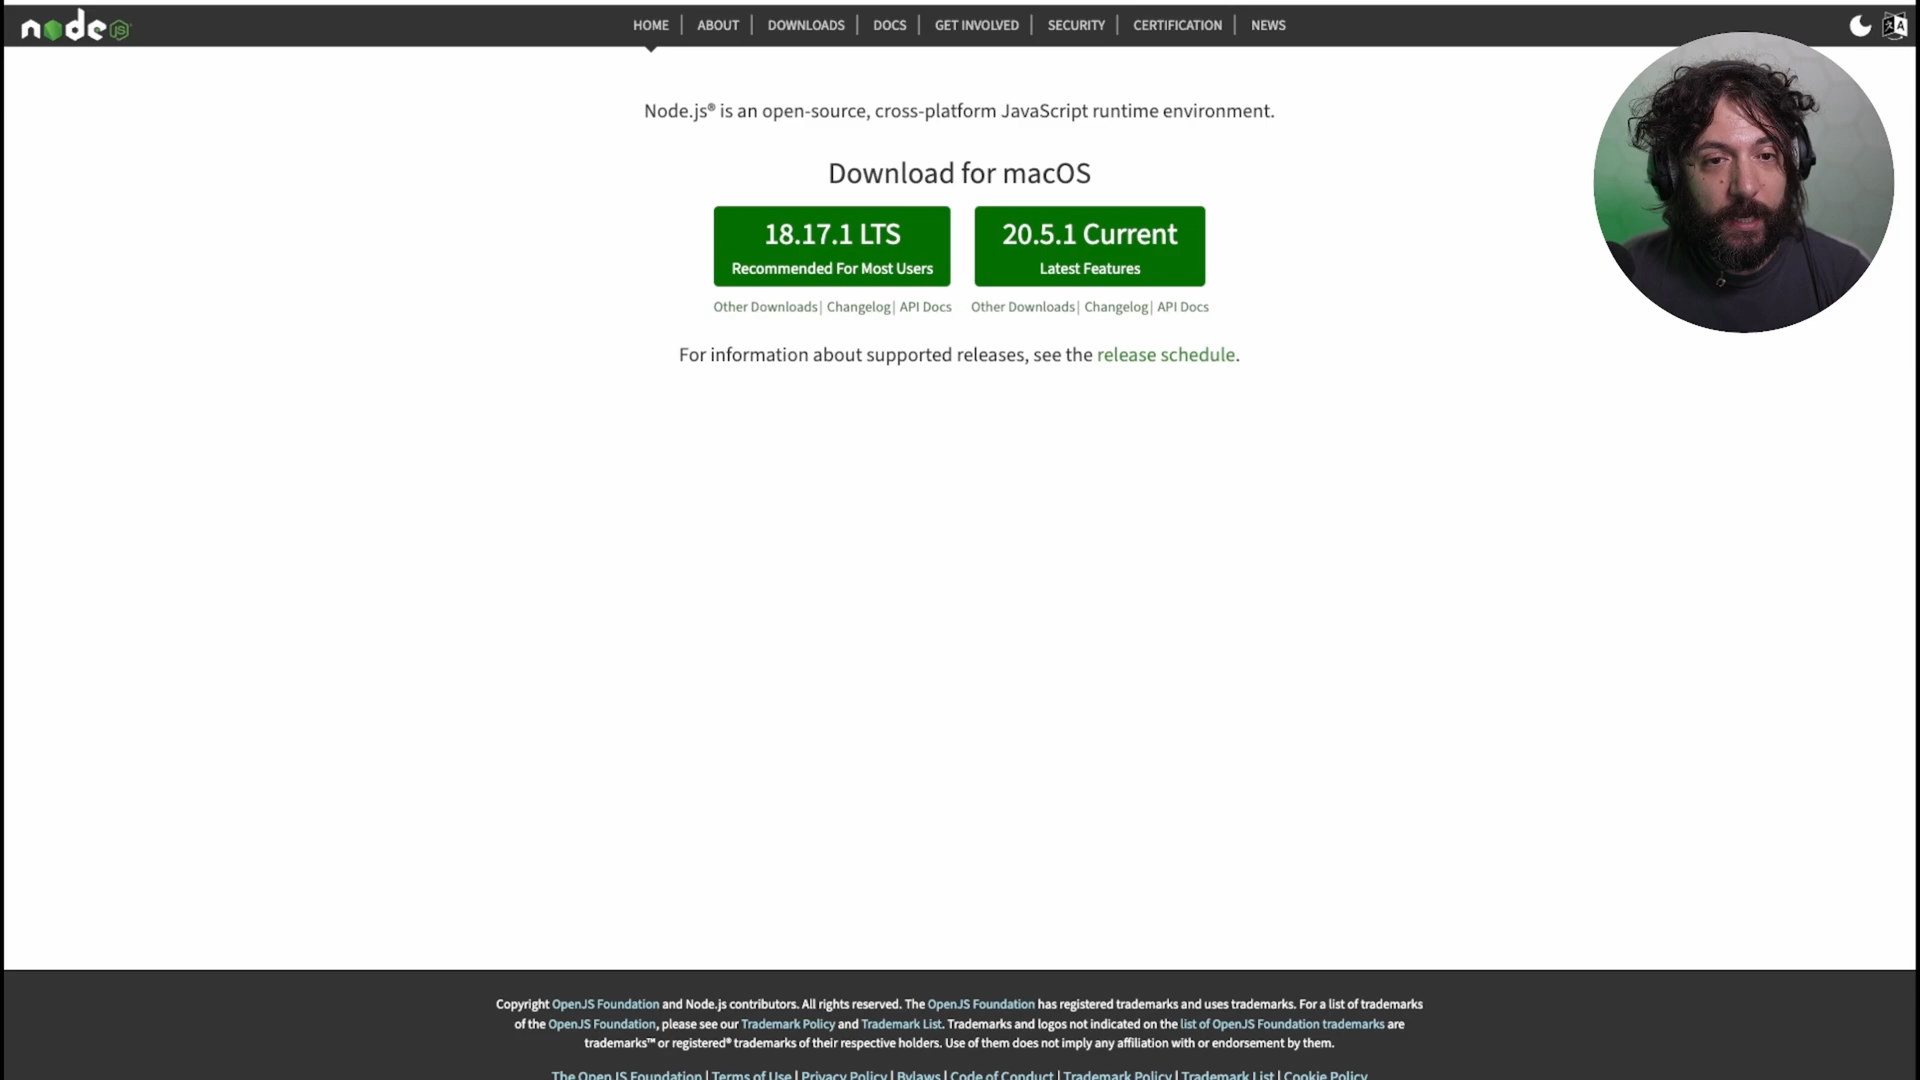 node JS
HOME | ABOUT | DOWNLOADS | DOCS | GET INVOLVED | SECURITY | CERTIFICATION | NEWS
Node.js® is an open-source, cross-platform JavaScript runtime environment.
Download for macOS
18.17.1 LTS
Recommended For Most Users
20.5.1 Current
Latest Features
Other Downloads | Changelog | API Docs
Other Downloads | Changelog | API Docs
For information about supported releases, see the release schedule.
Copyright OpenJS Foundation and Node.js contributors. All rights reserved. The OpenJS Foundation has registered trademarks and uses trademarks. For a list of trademarks
of the OpenJS Foundation, please see our Trademark Policy and Trademark List. Trademarks and logos not indicated on the list of OpenJS Foundation trademarks are
trademarks™ or registered® trademarks of their respective holders. Use of them does not imply any affiliation with or endorsement by them.
The OpenJS Foundation | Terms of Use | Privacy Policy | Bylaws | Code of Conduct | Trademark Policy | Trademark List | Cookie Policy